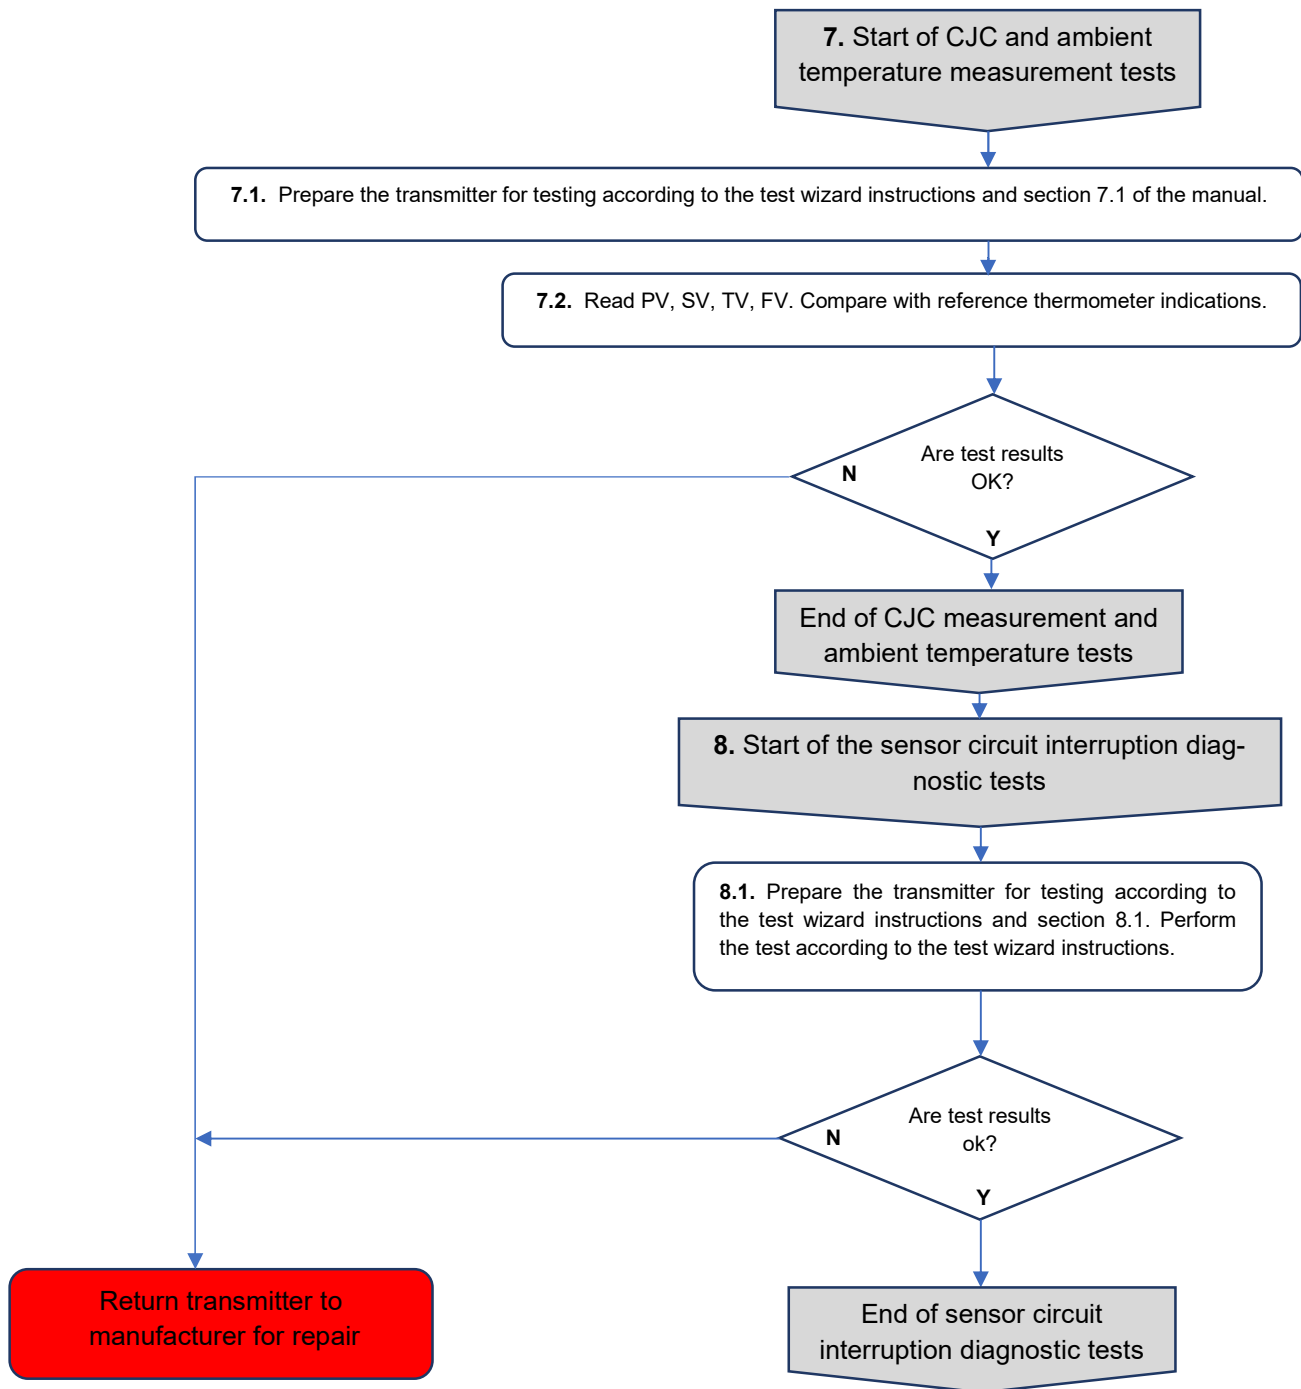 7. Start of CJC and ambient
temperature measurement tests
7.1. Prepare the transmitter for testing according to the test wizard instructions and section 7.1 of the manual.
7.2. Read PV, SV, TV, FV. Compare with reference thermometer indications.
Are test results
OK?
N
Y
End of CJC measurement and
ambient temperature tests
8. Start of the sensor circuit interruption diag-
nostic tests
8.1. Prepare the transmitter for testing according to
the test wizard instructions and section 8.1. Perform
the test according to the test wizard instructions.
Are test results
ok?
N
Y
Return transmitter to
manufacturer for repair
End of sensor circuit
interruption diagnostic tests